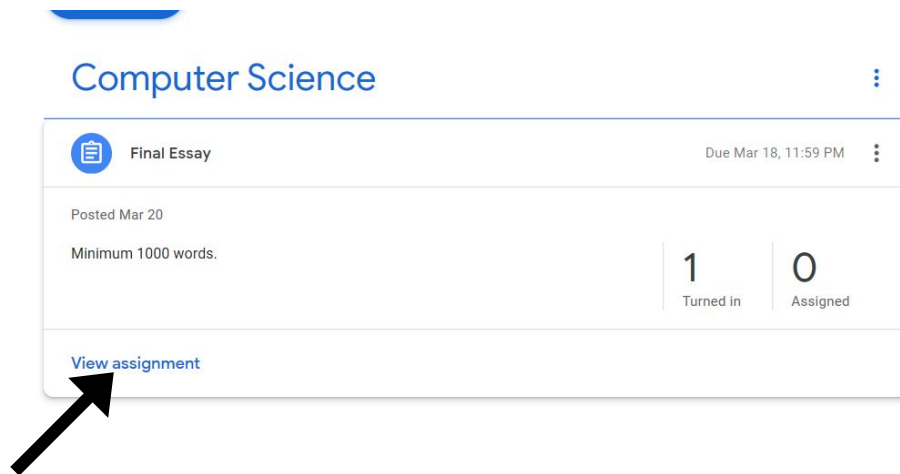 Computer Science
Final Essay Due Mar 18, 11:59 PM
Posted Mar 20
Minimum 1000 words.
1 0
Turned in Assigned
View assignment